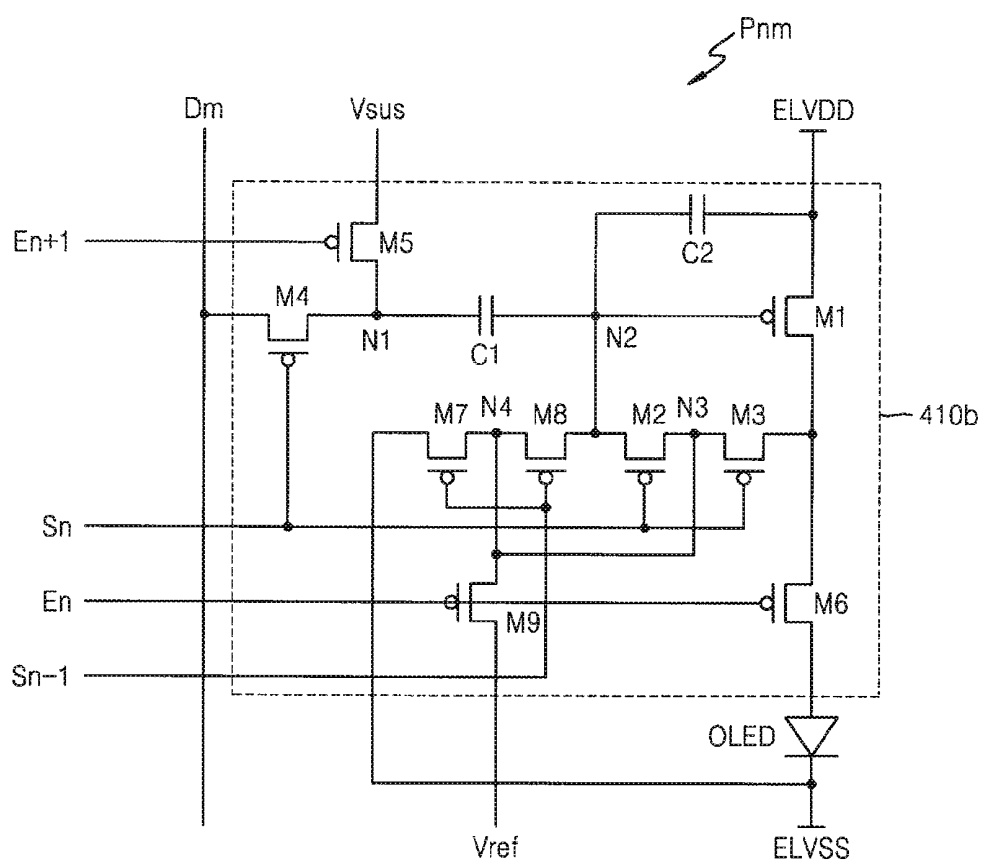 Pnm
Dm
Vsus
ELVDD
En+1
M5
C2
M4
N1
C1
N2
M1
M7
N4
M8
M2
N3
M3
410b
Sn
En
M9
M6
Sn-1
OLED
Vref
ELVSS